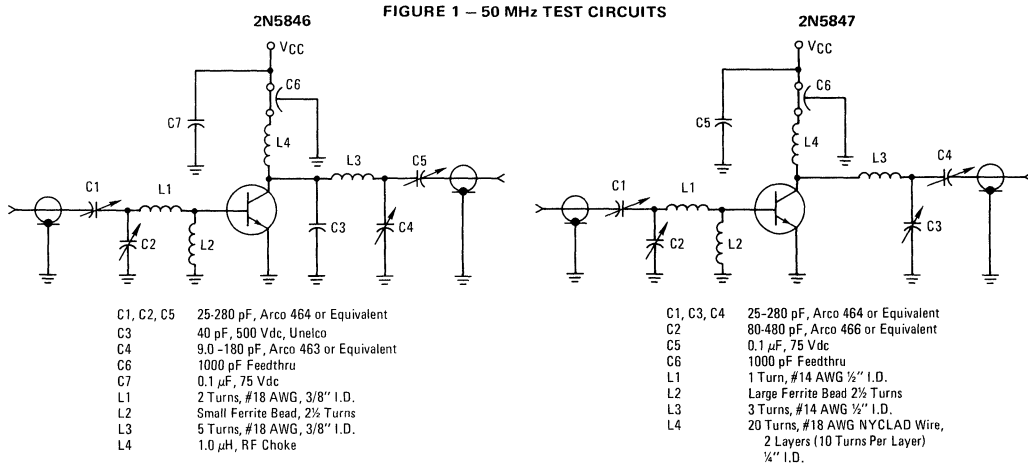 FIGURE 1 – 50 MHz TEST CIRCUITS
2N5846
VCC
C6
C7
L4
L3
C5
C1
L1
C2
L2
C3
C4
C1, C2, C5 25-280 pF, Arco 464 or Equivalent
C3 40 pF, 500 Vdc, Unelco
C4 9.0 -180 pF, Arco 463 or Equivalent
C6 1000 pF Feedthru
C7 0.1 μF, 75 Vdc
L1 2 Turns, #18 AWG, 3/8" I.D.
L2 Small Ferrite Bead, 2½ Turns
L3 5 Turns, #18 AWG, 3/8" I.D.
L4 1.0 μH, RF Choke
2N5847
VCC
C6
C5
L4
L3
C4
C1
L1
C2
L2
C3
C1, C3, C4 25-280 pF, Arco 464 or Equivalent
C2 80-480 pF, Arco 466 or Equivalent
C5 0.1 μF, 75 Vdc
C6 1000 pF Feedthru
L1 1 Turn, #14 AWG ½" I.D.
L2 Large Ferrite Bead 2½ Turns
L3 3 Turns, #14 AWG ½" I.D.
L4 20 Turns, #18 AWG NYCLAD Wire,
2 Layers (10 Turns Per Layer)
¼" I.D.